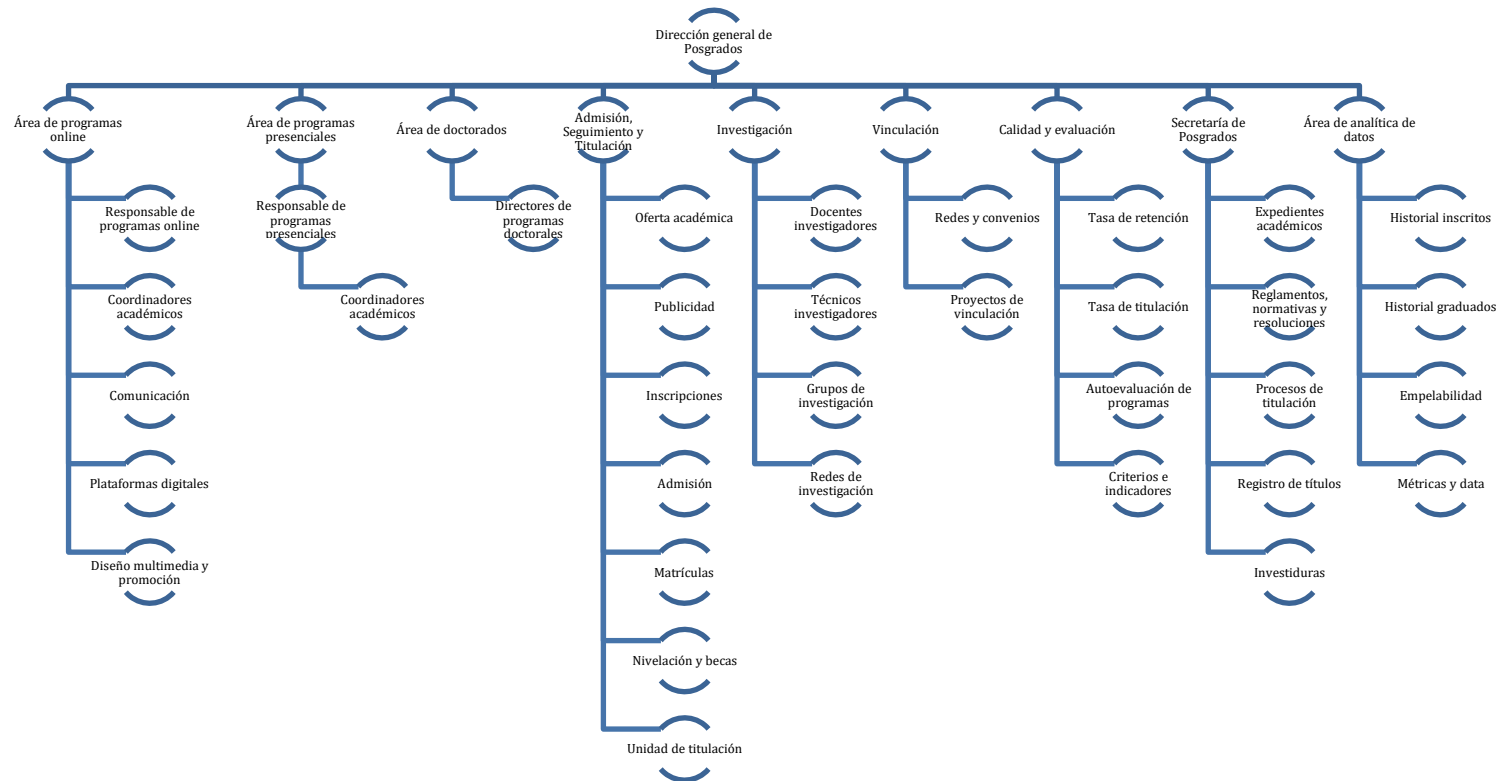 Dirección general de
Posgrados
Área de programas
online
Área de programas
presenciales
Área de doctorados
Admisión,
Seguimiento y
Titulación
Investigación
Vinculación
Calidad y evaluación
Secretaría de
Posgrados
Área de analítica de
datos
Responsable de
programas online
Coordinadores
académicos
Comunicación
Plataformas digitales
Diseño multimedia y
promoción
Responsable de
programas
presenciales
Coordinadores
académicos
Directores de
programas
doctorales
Oferta académica
Publicidad
Inscripciones
Admisión
Matrículas
Nivelación y becas
Unidad de titulación
Docentes
investigadores
Técnicos
investigadores
Grupos de
investigación
Redes de
investigación
Redes y convenios
Proyectos de
vinculación
Tasa de retención
Tasa de titulación
Autoevaluación de
programas
Criterios e
indicadores
Expedientes
académicos
Reglamentos,
normativas y
resoluciones
Procesos de
titulación
Registro de títulos
Investiduras
Historial inscritos
Historial graduados
Empelabilidad
Métricas y data